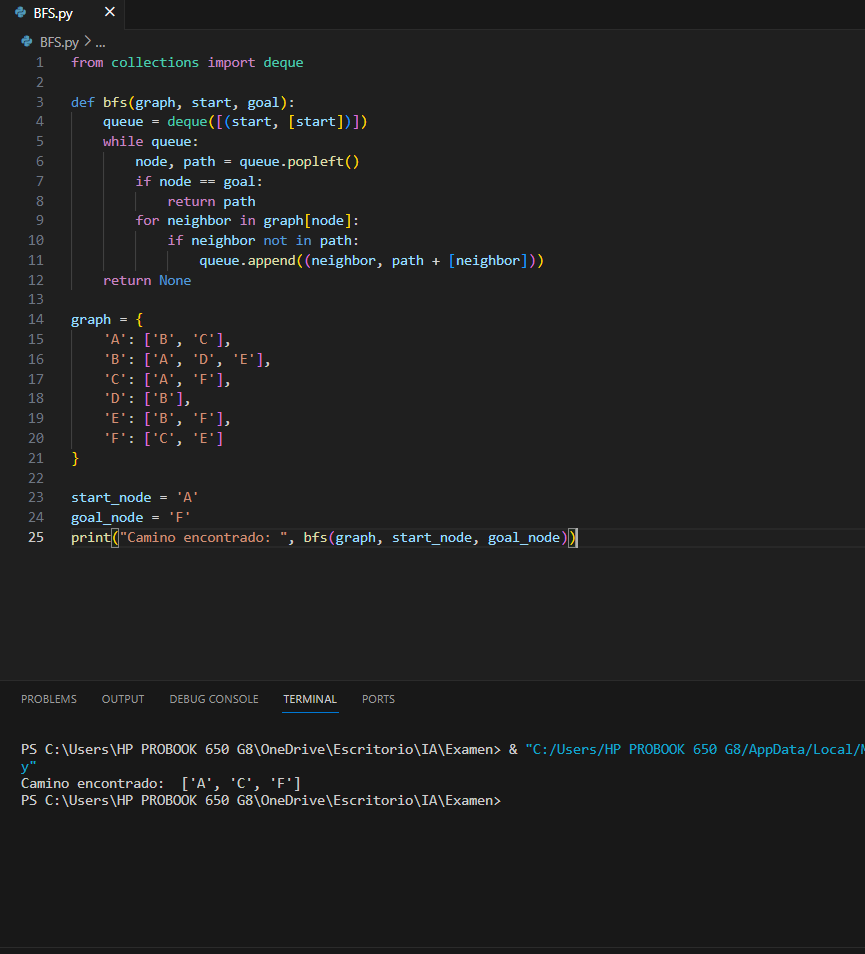 BFS.py ✕
BFS.py > ...
1 from collections import deque
2
3 def bfs(graph, start, goal):
4     queue = deque([(start, [start])])
5     while queue:
6         node, path = queue.popleft()
7         if node == goal:
8             return path
9         for neighbor in graph[node]:
10             if neighbor not in path:
11                 queue.append((neighbor, path + [neighbor]))
12     return None
13
14 graph = {
15     'A': ['B', 'C'],
16     'B': ['A', 'D', 'E'],
17     'C': ['A', 'F'],
18     'D': ['B'],
19     'E': ['B', 'F'],
20     'F': ['C', 'E']
21 }
22
23 start_node = 'A'
24 goal_node = 'F'
25 print("Camino encontrado: ", bfs(graph, start_node, goal_node))
PROBLEMS OUTPUT DEBUG CONSOLE TERMINAL PORTS
PS C:\Users\HP PROBOOK 650 G8\OneDrive\Escritorio\IA\Examen> & "C:/Users/HP PROBOOK 650 G8/AppData/Local/
y"
Camino encontrado:  ['A', 'C', 'F']
PS C:\Users\HP PROBOOK 650 G8\OneDrive\Escritorio\IA\Examen>